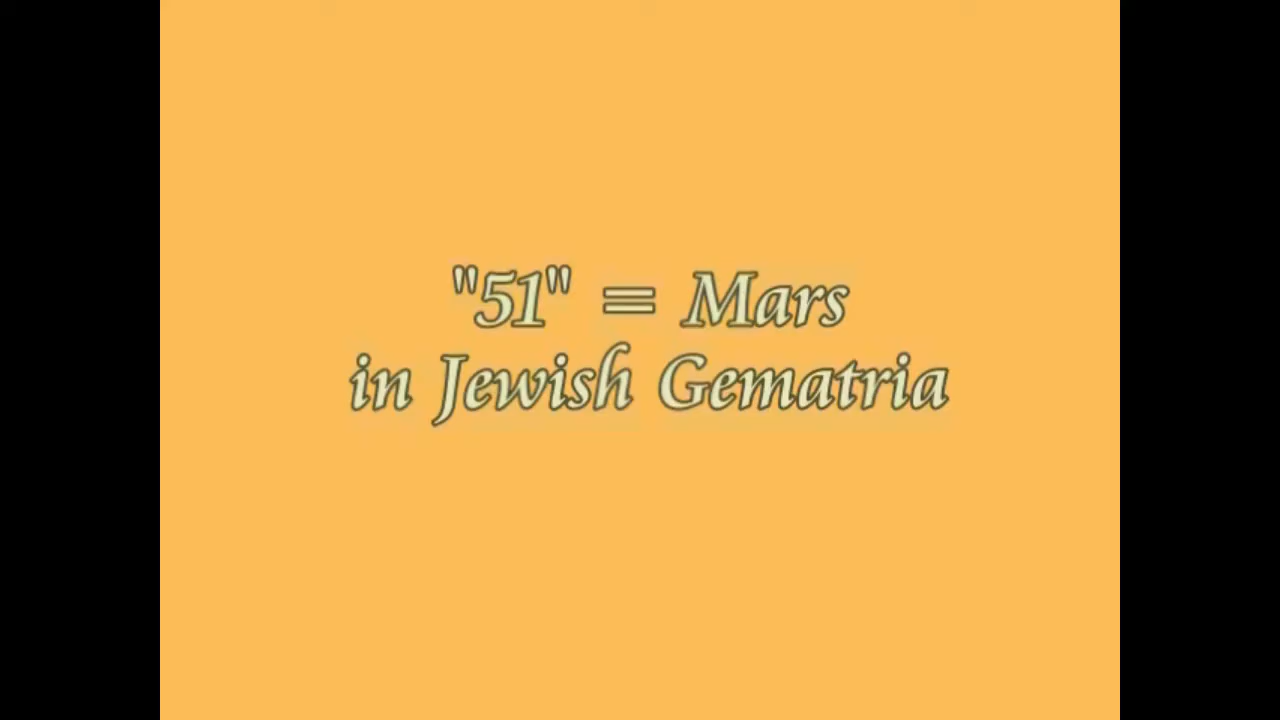 "51" = Mars
in Jewish Gematria